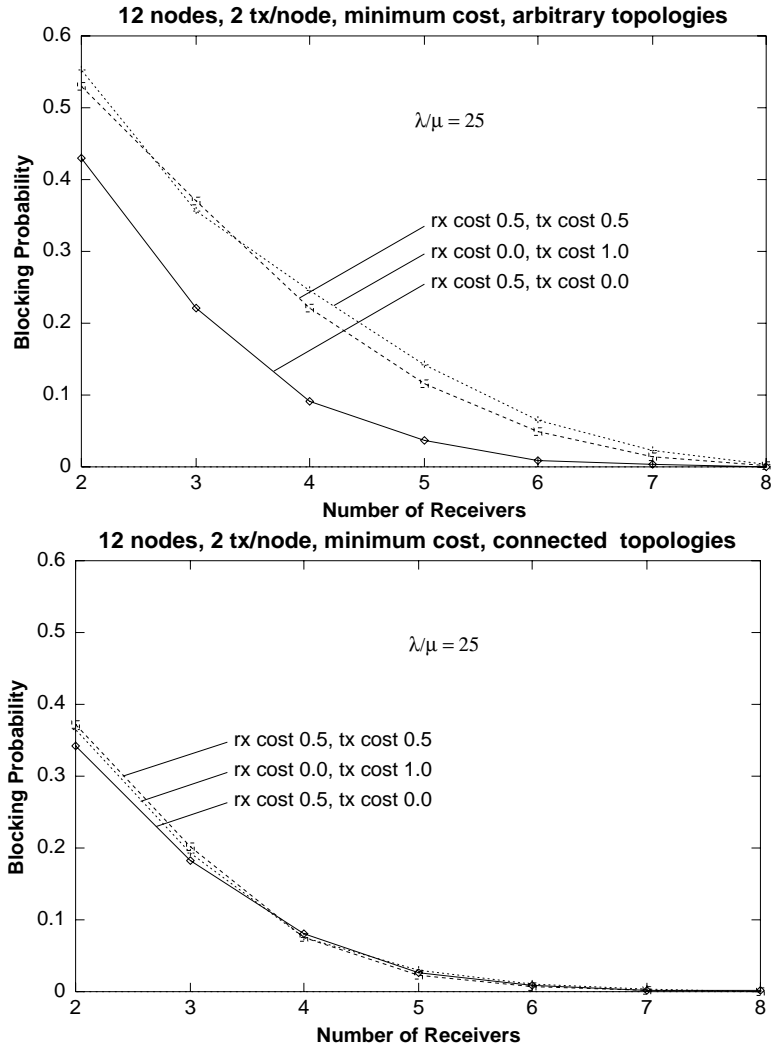 12 nodes, 2 tx/node, minimum cost, arbitrary topologies
0.6
0.5
0.4
0.3
0.2
0.1
0
Blocking Probability
λ/μ = 25
rx cost 0.5, tx cost 0.5
rx cost 0.0, tx cost 1.0
rx cost 0.5, tx cost 0.0
2 3 4 5 6 7 8
Number of Receivers
12 nodes, 2 tx/node, minimum cost, connected topologies
0.6
0.5
0.4
0.3
0.2
0.1
0
Blocking Probability
λ/μ = 25
rx cost 0.5, tx cost 0.5
rx cost 0.0, tx cost 1.0
rx cost 0.5, tx cost 0.0
2 3 4 5 6 7 8
Number of Receivers